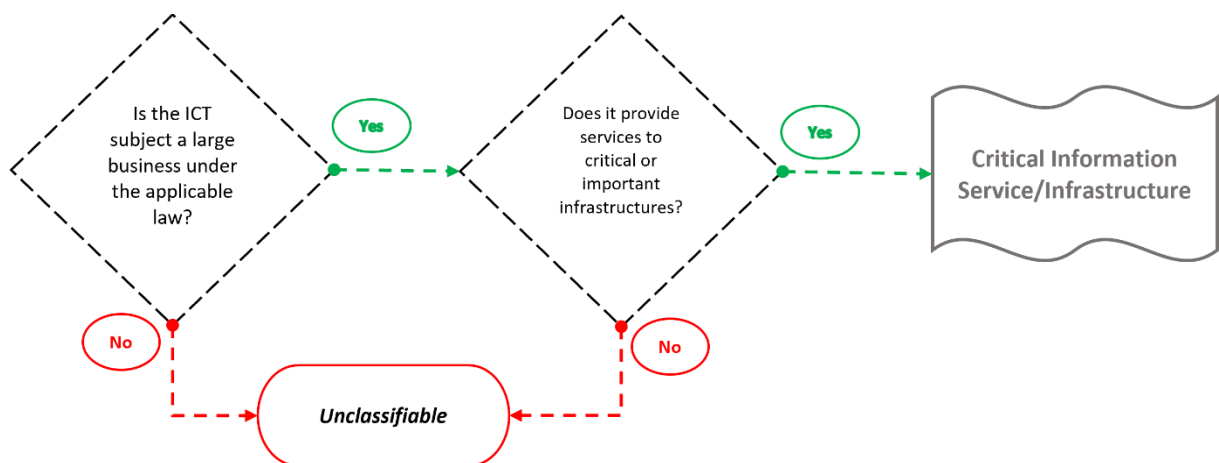 Is the ICT
subject a large
business under
the applicable
law?
Yes
Does it provide
services to
critical or
important
infrastructures?
Yes
Critical Information
Service/Infrastructure
No
No
Unclassifiable